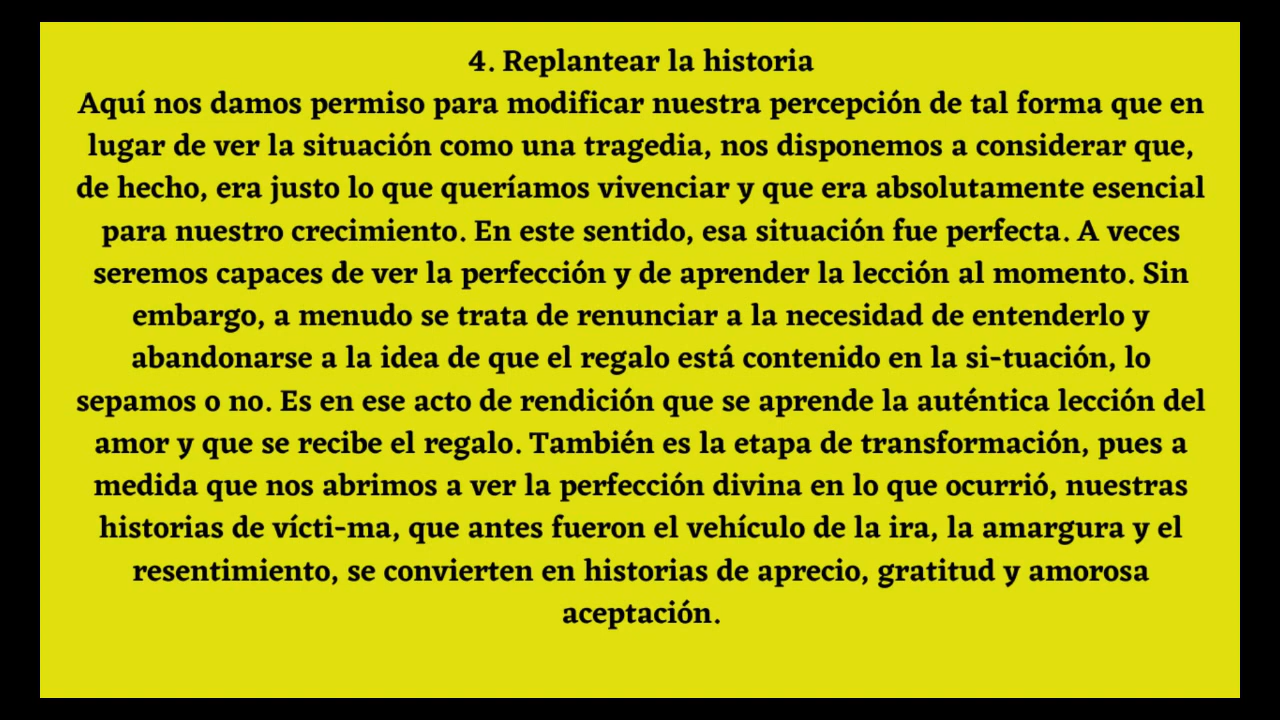 4. Replantear la historia
Aquí nos damos permiso para modificar nuestra percepción de tal forma que en
lugar de ver la situación como una tragedia, nos disponemos a considerar que,
de hecho, era justo lo que queríamos vivenciar y que era absolutamente esencial
para nuestro crecimiento. En este sentido, esa situación fue perfecta. A veces
seremos capaces de ver la perfección y de aprender la lección al momento. Sin
embargo, a menudo se trata de renunciar a la necesidad de entenderlo y
abandonarse a la idea de que el regalo está contenido en la si-tuación, lo
sepamos o no. Es en ese acto de rendición que se aprende la auténtica lección del
amor y que se recibe el regalo. También es la etapa de transformación, pues a
medida que nos abrimos a ver la perfección divina en lo que ocurrió, nuestras
historias de vícti-ma, que antes fueron el vehículo de la ira, la amargura y el
resentimiento, se convierten en historias de aprecio, gratitud y amorosa
aceptación.